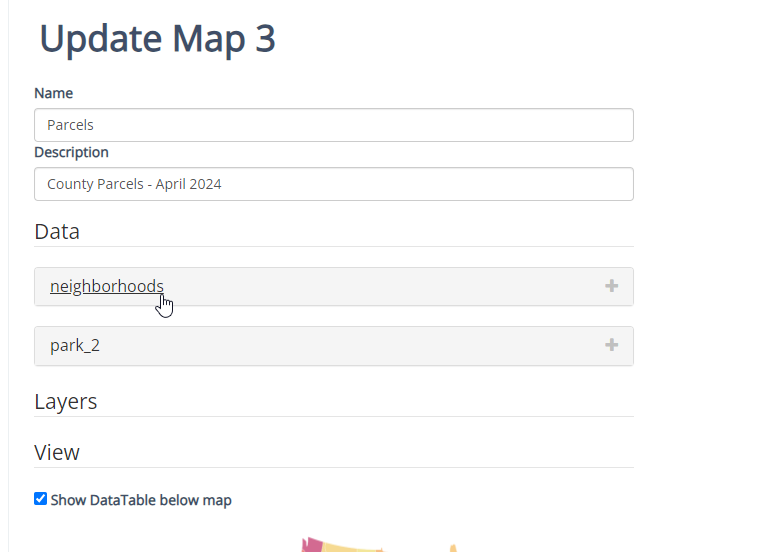 Update Map 3
Name
Parcels
Description
County Parcels - April 2024
Data
neighborhoods
park_2
Layers
View
Show DataTable below map